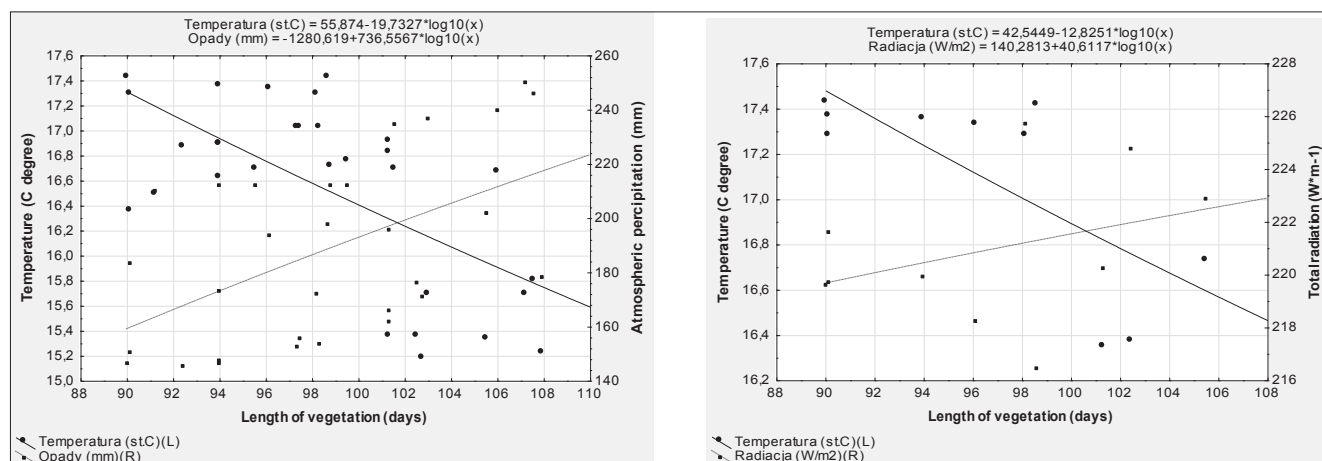 Temperatura (st.C) = 55,874-19,7327*log10(x)
Opady (mm) = -1280,619+736,5567*log10(x)
17,6
17,4
17,2
17,0
16,8
16,6
16,4
16,2
16,0
15,8
15,6
15,4
15,2
15,0
Temperature (C degree)
260
240
220
200
180
160
140
Atmospheric percipitation (mm)
88 90 92 94 96 98 100 102 104 106 108 110
Length of vegetation (days)
Temperatura (st.C)(L)
Opady (mm)(R)
Temperatura (st.C) = 42,5449-12,8251*log10(x)
Radiacja (W/m2) = 140,2813+40,6117*log10(x)
17,6
17,4
17,2
17,0
16,8
16,6
16,4
16,2
Temperature (C degree)
228
226
224
222
220
218
216
Total radiation (W*m-1)
88 90 92 94 96 98 100 102 104 106 108
Length of vegetation (days)
Temperatura (st.C)(L)
Radiacja (W/m2)(R)